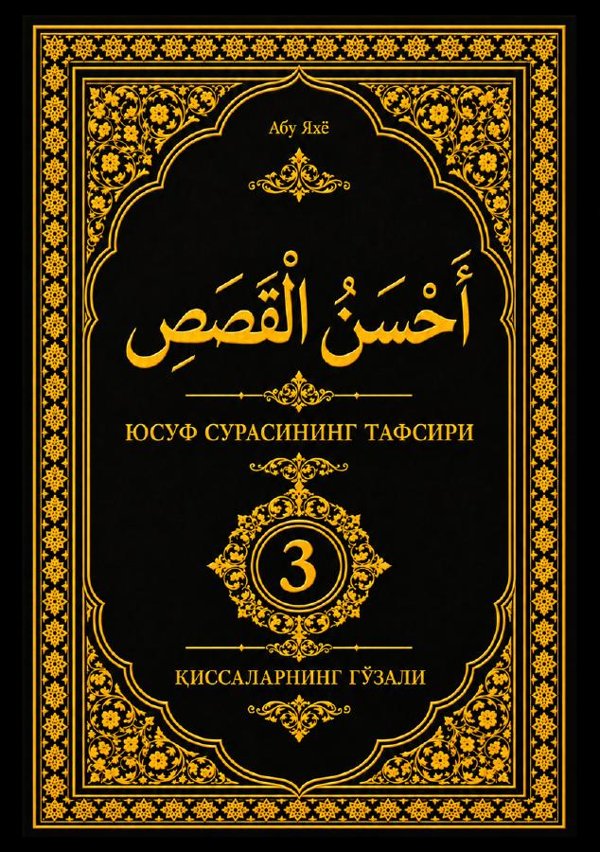 Абу Яхё
أَحْسَنُ الْقَصَصِ
ЮСУФ СУРАСИНИНГ ТАФСИРИ
3
ҚИССАЛАРНИНГ ГЎЗАЛИ